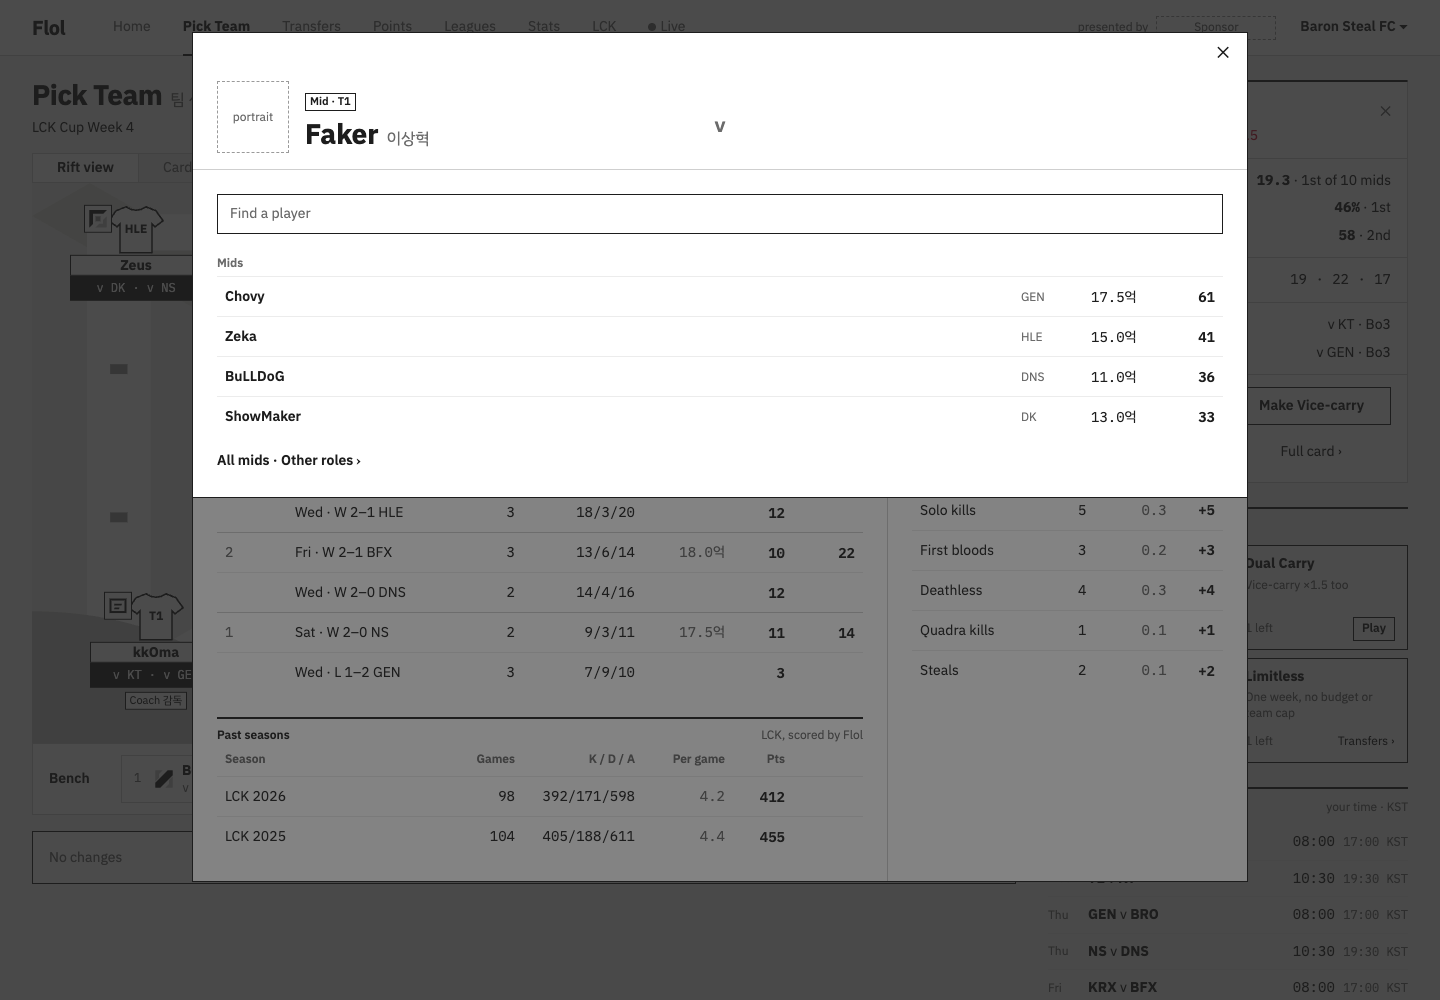 Flol
Home Pick Team Transfers Points Leagues Stats LCK Live
presented by Sponsor
Baron Steal FC
Pick Team
LCK Cup Week 4
Rift view Card
HLE
Zeus
v DK · v NS
T1
kkOma
v KT · v GE
Coach 감독
Bench 1 B
v
No changes
portrait
Mid · T1
Faker 이상혁
v
Find a player
Mids
Chovy GEN 17.5억 61
Zeka HLE 15.0억 41
BuLLDoG DNS 11.0억 36
ShowMaker DK 13.0억 33
All mids · Other roles ›
Wed · W 2–1 HLE 3 18/3/20 12
2 Fri · W 2–1 BFX 3 13/6/14 18.0억 10 22
Wed · W 2–0 DNS 2 14/4/16 12
1 Sat · W 2–0 NS 2 9/3/11 17.5억 11 14
Wed · L 1–2 GEN 3 7/9/10 3
Past seasons LCK, scored by Flol
Season Games K / D / A Per game Pts
LCK 2026 98 392/171/598 4.2 412
LCK 2025 104 405/188/611 4.4 455
Solo kills 5 0.3 +5
First bloods 3 0.2 +3
Deathless 4 0.3 +4
Quadra kills 1 0.1 +1
Steals 2 0.1 +2
5
19.3 · 1st of 10 mids
46% · 1st
58 · 2nd
19 · 22 · 17
v KT · Bo3
v GEN · Bo3
Make Vice-carry
Full card ›
Dual Carry
Vice-carry ×1.5 too
1 left Play
Limitless
One week, no budget or
team cap
1 left Transfers ›
your time · KST
08:00 17:00 KST
10:30 19:30 KST
Thu GEN v BRO 08:00 17:00 KST
Thu NS v DNS 10:30 19:30 KST
Fri KRX v BFX 08:00 17:00 KST